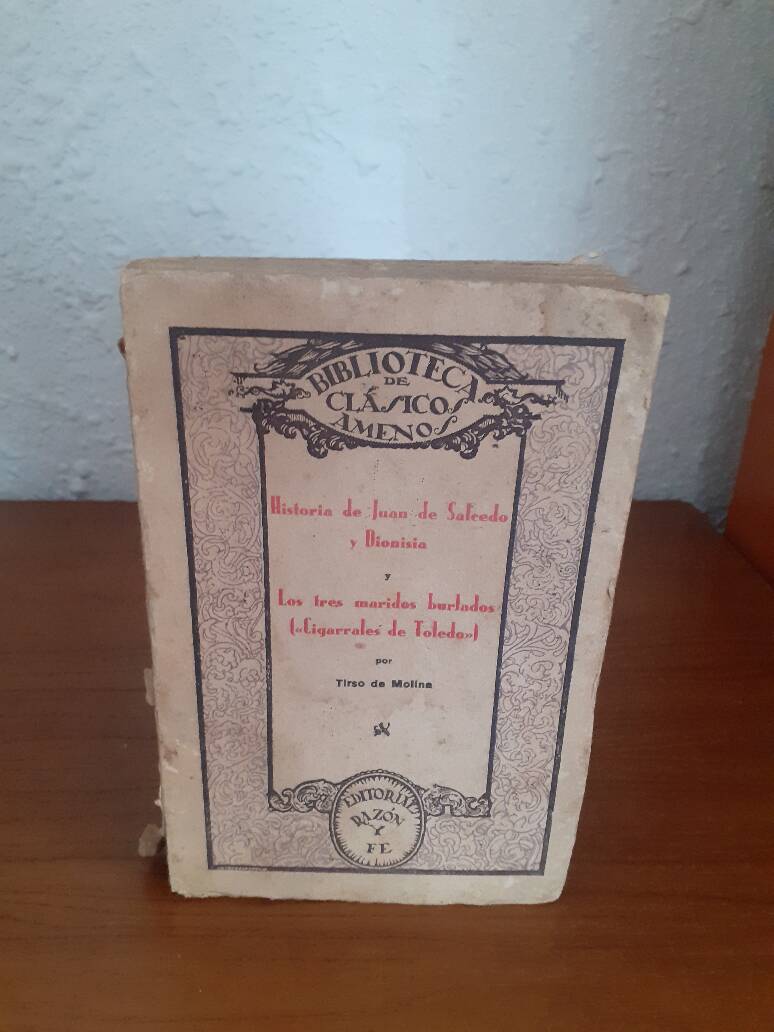 BIBLIOTECA
DE
CLÁSICOS
AMENOS
Historia de Juan de Salcedo
y Dionisia
y
Los tres maridos burlados
(«Cigarrales de Toledo»)
por
Tirso de Molina
EDITORIAL
RAZÓN
Y
FE